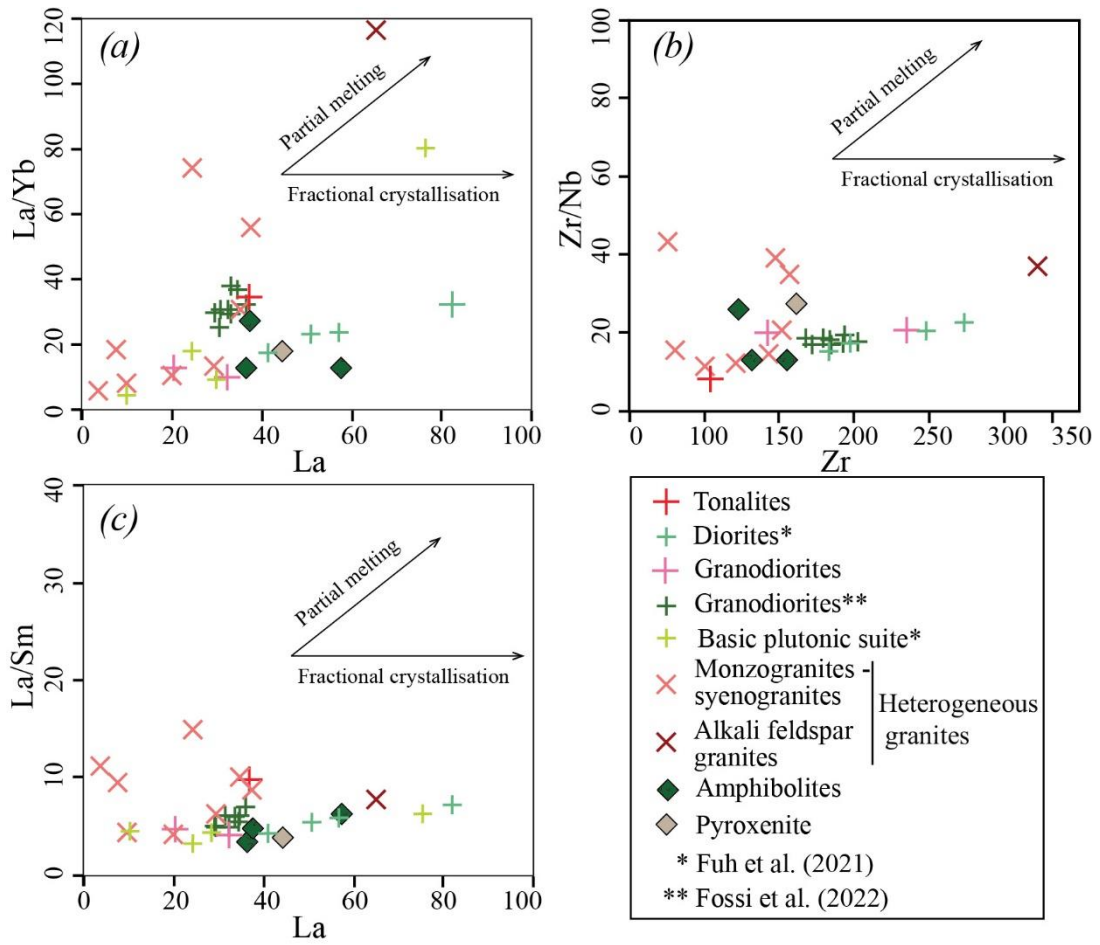 (a)
La/Yb
120
100
80
60
40
20
0
Partial melting
Fractional crystallisation
0 20 40 60 80 100
La
(b)
Zr/Nb
100
80
60
40
20
0
Partial melting
Fractional crystallisation
0 100 150 200 250 300 350
Zr
(c)
La/Sm
40
30
20
10
0
Partial melting
Fractional crystallisation
0 20 40 60 80 100
La
Tonalites
Diorites*
Granodiorites
Granodiorites**
Basic plutonic suite*
Monzogranites -
syenogranites
Alkali feldspar
granites
Heterogeneous
granites
Amphibolites
Pyroxenite
* Fuh et al. (2021)
** Fossi et al. (2022)